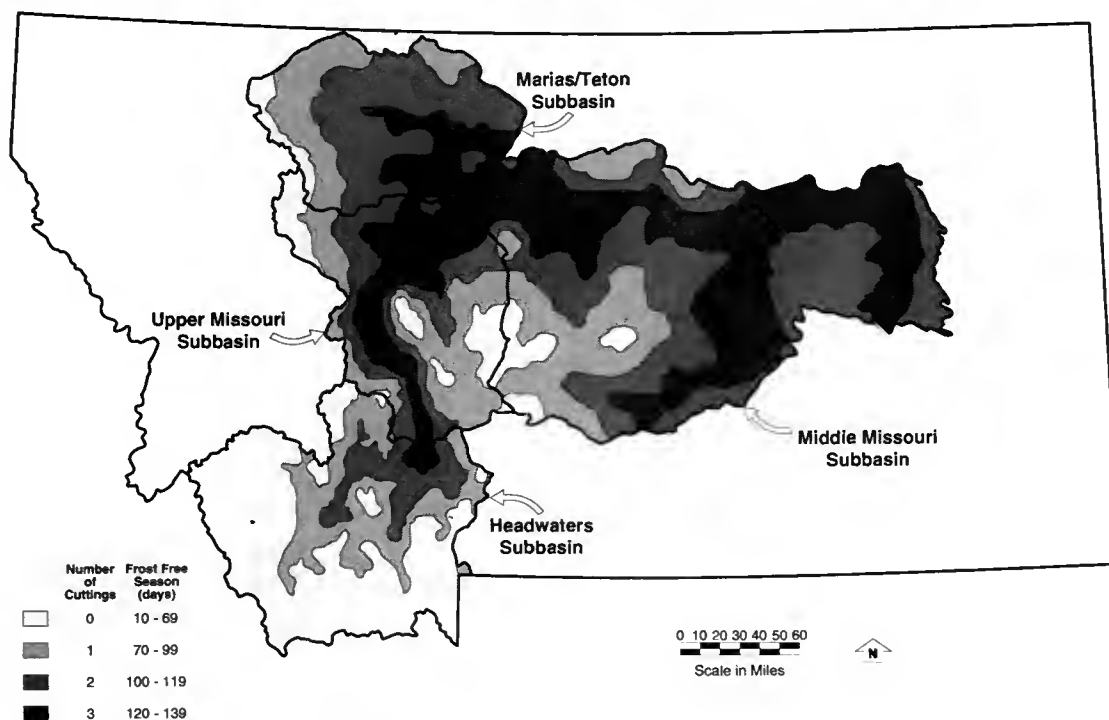 Marias/Teton
Subbasin
Upper Missouri
Subbasin
Middle Missouri
Subbasin
Headwaters
Subbasin
Number of Cuttings Frost Free Season (days)
0 10 - 69
1 70 - 99
2 100 - 119
3 120 - 139
0 10 20 30 40 50 60
Scale in Miles
N